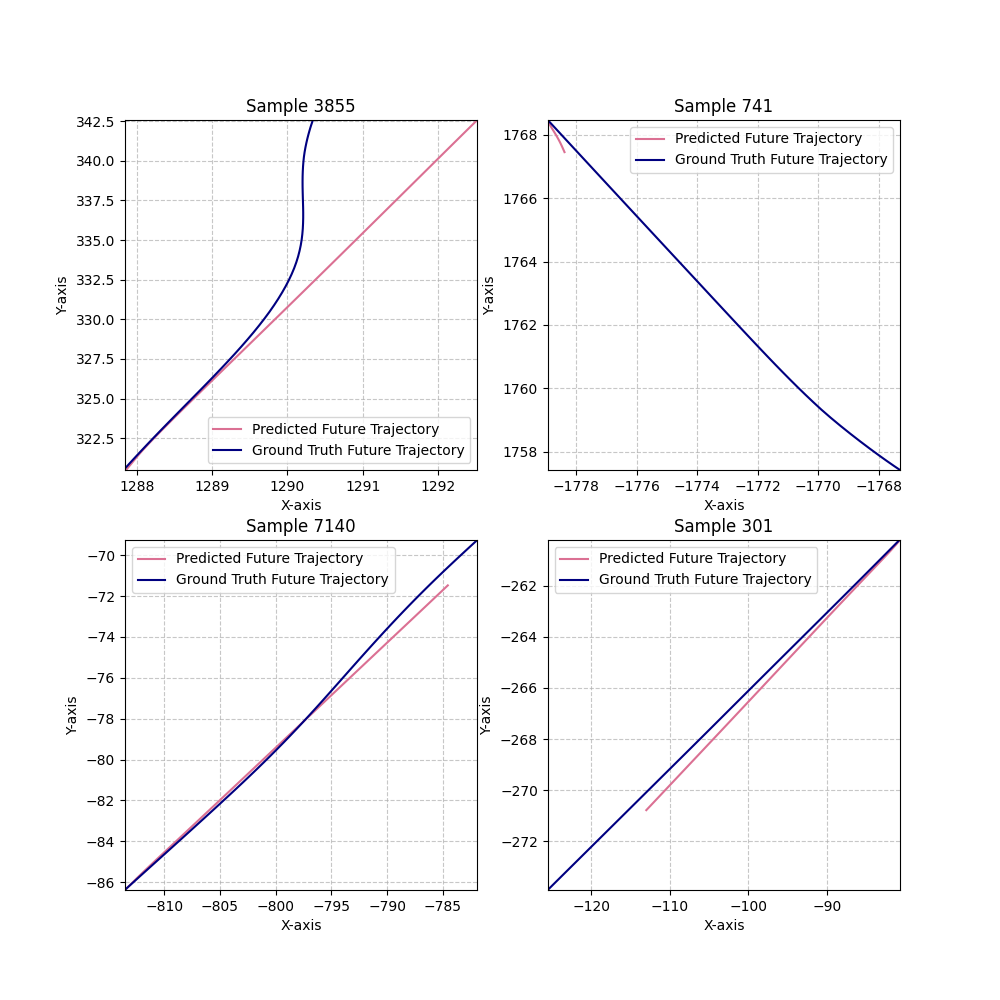 Sample 3855
342.5
340.0
337.5
335.0
332.5
330.0
327.5
325.0
322.5
Y-axis
Predicted Future Trajectory
Ground Truth Future Trajectory
1288 1289 1290 1291 1292
X-axis
Sample 741
1768
1766
1764
1762
1760
1758
Y-axis
Predicted Future Trajectory
Ground Truth Future Trajectory
−1778 −1776 −1774 −1772 −1770 −1768
X-axis
Sample 7140
−70
−72
−74
−76
−78
−80
−82
−84
−86
Y-axis
Predicted Future Trajectory
Ground Truth Future Trajectory
−810 −805 −800 −795 −790 −785
X-axis
Sample 301
−262
−264
−266
−268
−270
−272
Y-axis
Predicted Future Trajectory
Ground Truth Future Trajectory
−120 −110 −100 −90
X-axis